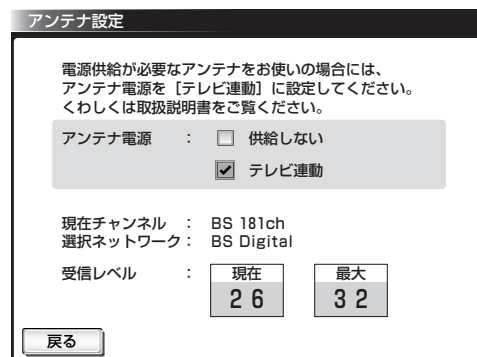 アンテナ設定
電源供給が必要なアンテナをお使いの場合には、
アンテナ電源を［テレビ連動］に設定してください。
くわしくは取扱説明書をご覧ください。
アンテナ電源 ： 供給しない
テレビ連動
現在チャンネル ： BS 181ch
選択ネットワーク： BS Digital
受信レベル ： 現在 最大
26 32
戻る